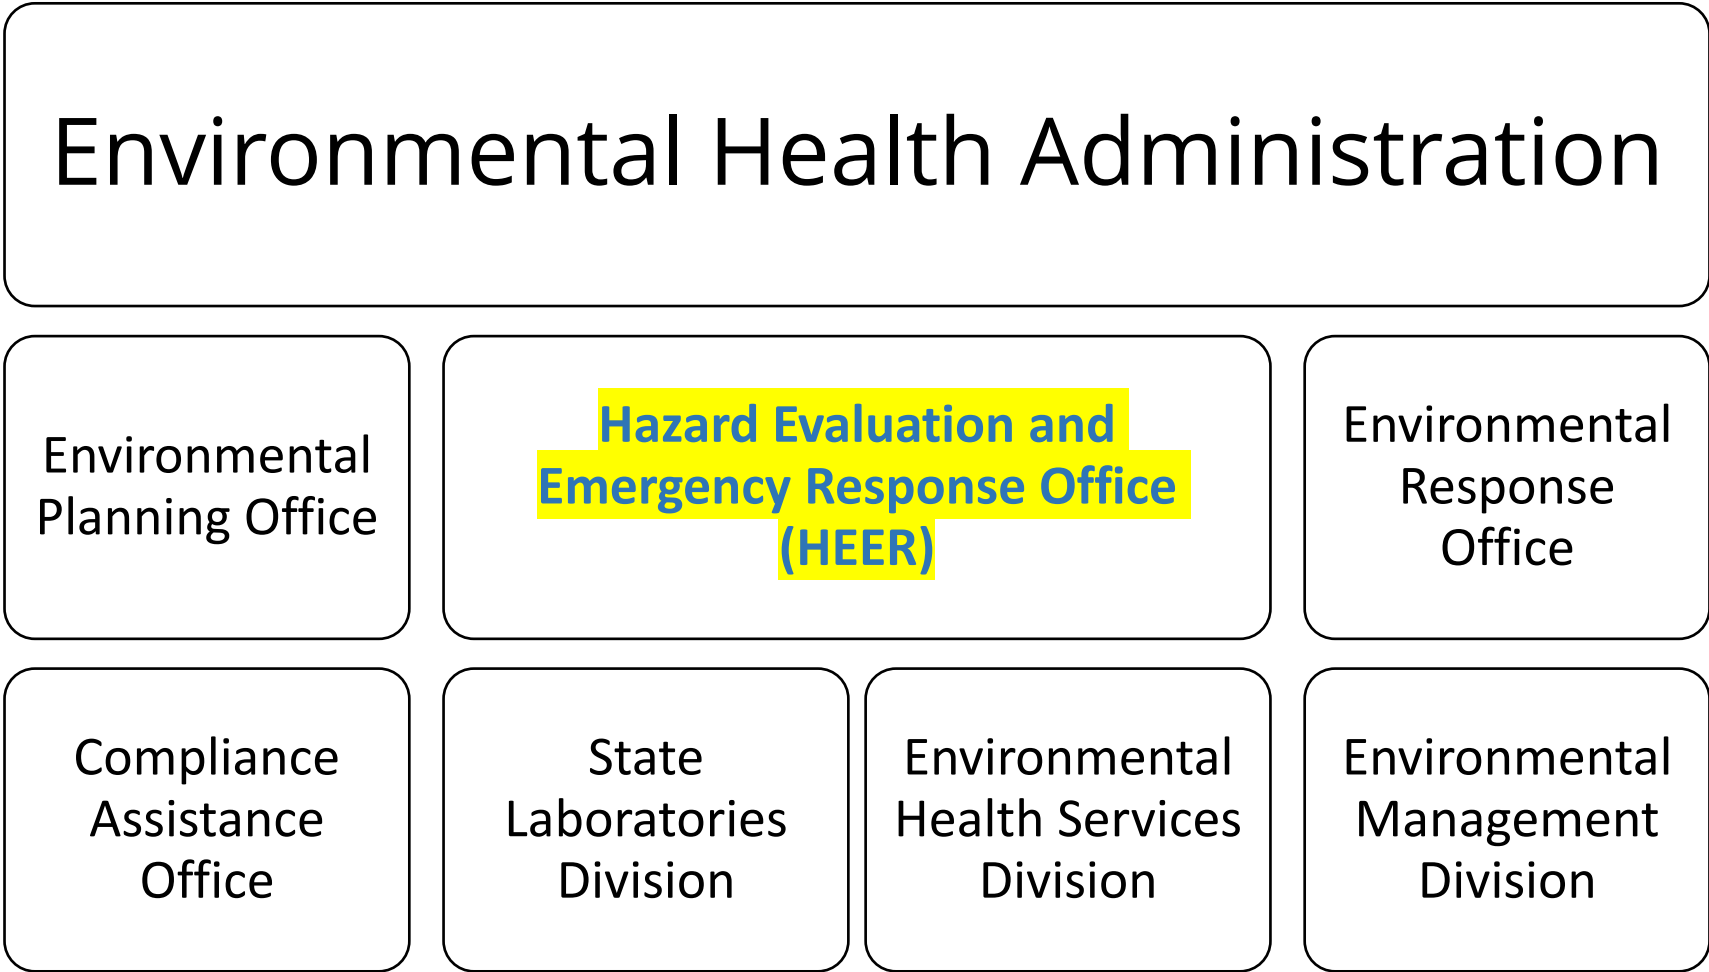 Environmental Health Administration
Environmental
Planning Office
Hazard Evaluation and
Emergency Response Office
(HEER)
Environmental
Response
Office
Compliance
Assistance
Office
State
Laboratories
Division
Environmental
Health Services
Division
Environmental
Management
Division